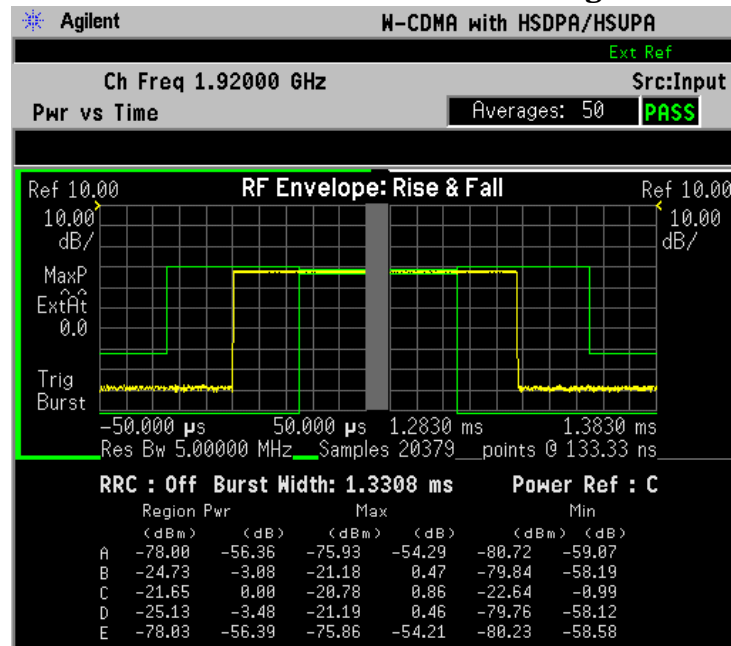 Agilent W-CDMA with HSDPA/HSUPA
Ext Ref
Ch Freq 1.92000 GHz Src:Input
Pwr vs Time Averages: 50 PASS
Ref 10.00 RF Envelope: Rise & Fall Ref 10.00
10.00 10.00
dB/ dB/
MaxP
ExtAt
0.0
Trig
Burst
-50.000 µs 50.000 µs 1.2830 ms 1.3830 ms
Res Bw 5.00000 MHz Samples 20379 points @ 133.33 ns
RRC : Off Burst Width: 1.3308 ms Power Ref : C
Region Pwr Max Min
(dBm) (dB) (dBm) (dB) (dBm) (dB)
A -78.00 -56.36 -75.93 -54.29 -80.72 -59.07
B -24.73 -3.08 -21.18 0.47 -79.84 -58.19
C -21.65 0.00 -20.78 0.86 -22.64 -0.99
D -25.13 -3.48 -21.19 0.46 -79.76 -58.12
E -78.03 -56.39 -75.86 -54.21 -80.23 -58.58